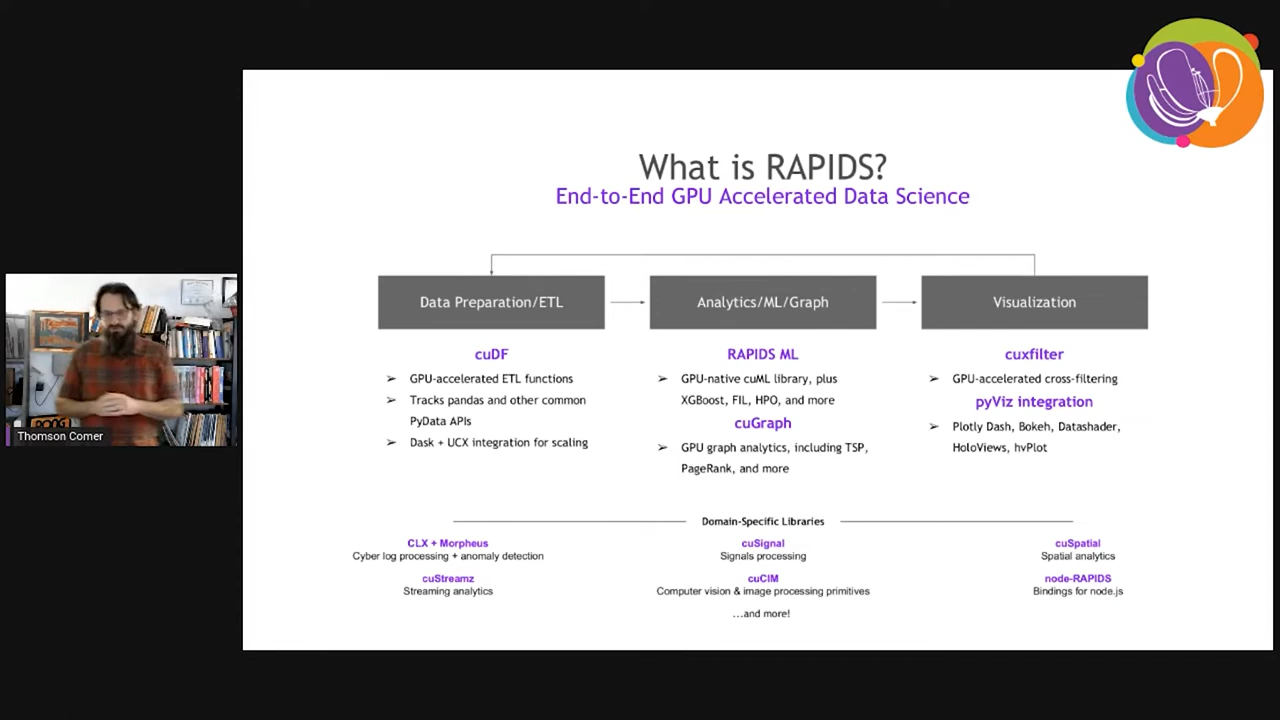 What is RAPIDS?
End-to-End GPU Accelerated Data Science
Data Preparation/ETL
Analytics/ML/Graph
Visualization
cuDF
➢ GPU-accelerated ETL functions
➢ Tracks pandas and other common
PyData APIs
➢ Dask + UCX integration for scaling
RAPIDS ML
➢ GPU-native cuML library, plus
XGBoost, FIL, HPO, and more
cuGraph
➢ GPU graph analytics, including TSP,
PageRank, and more
cuxfilter
➢ GPU-accelerated cross-filtering
pyViz integration
➢ Plotly Dash, Bokeh, Datashader,
HoloViews, hvPlot
Domain-Specific Libraries
CLX + Morpheus
Cyber log processing + anomaly detection
cuStreamz
Streaming analytics
cuSignal
Signals processing
cuCIM
Computer vision & image processing primitives
...and more!
cuSpatial
Spatial analytics
node-RAPIDS
Bindings for node.js
Thomson Comer